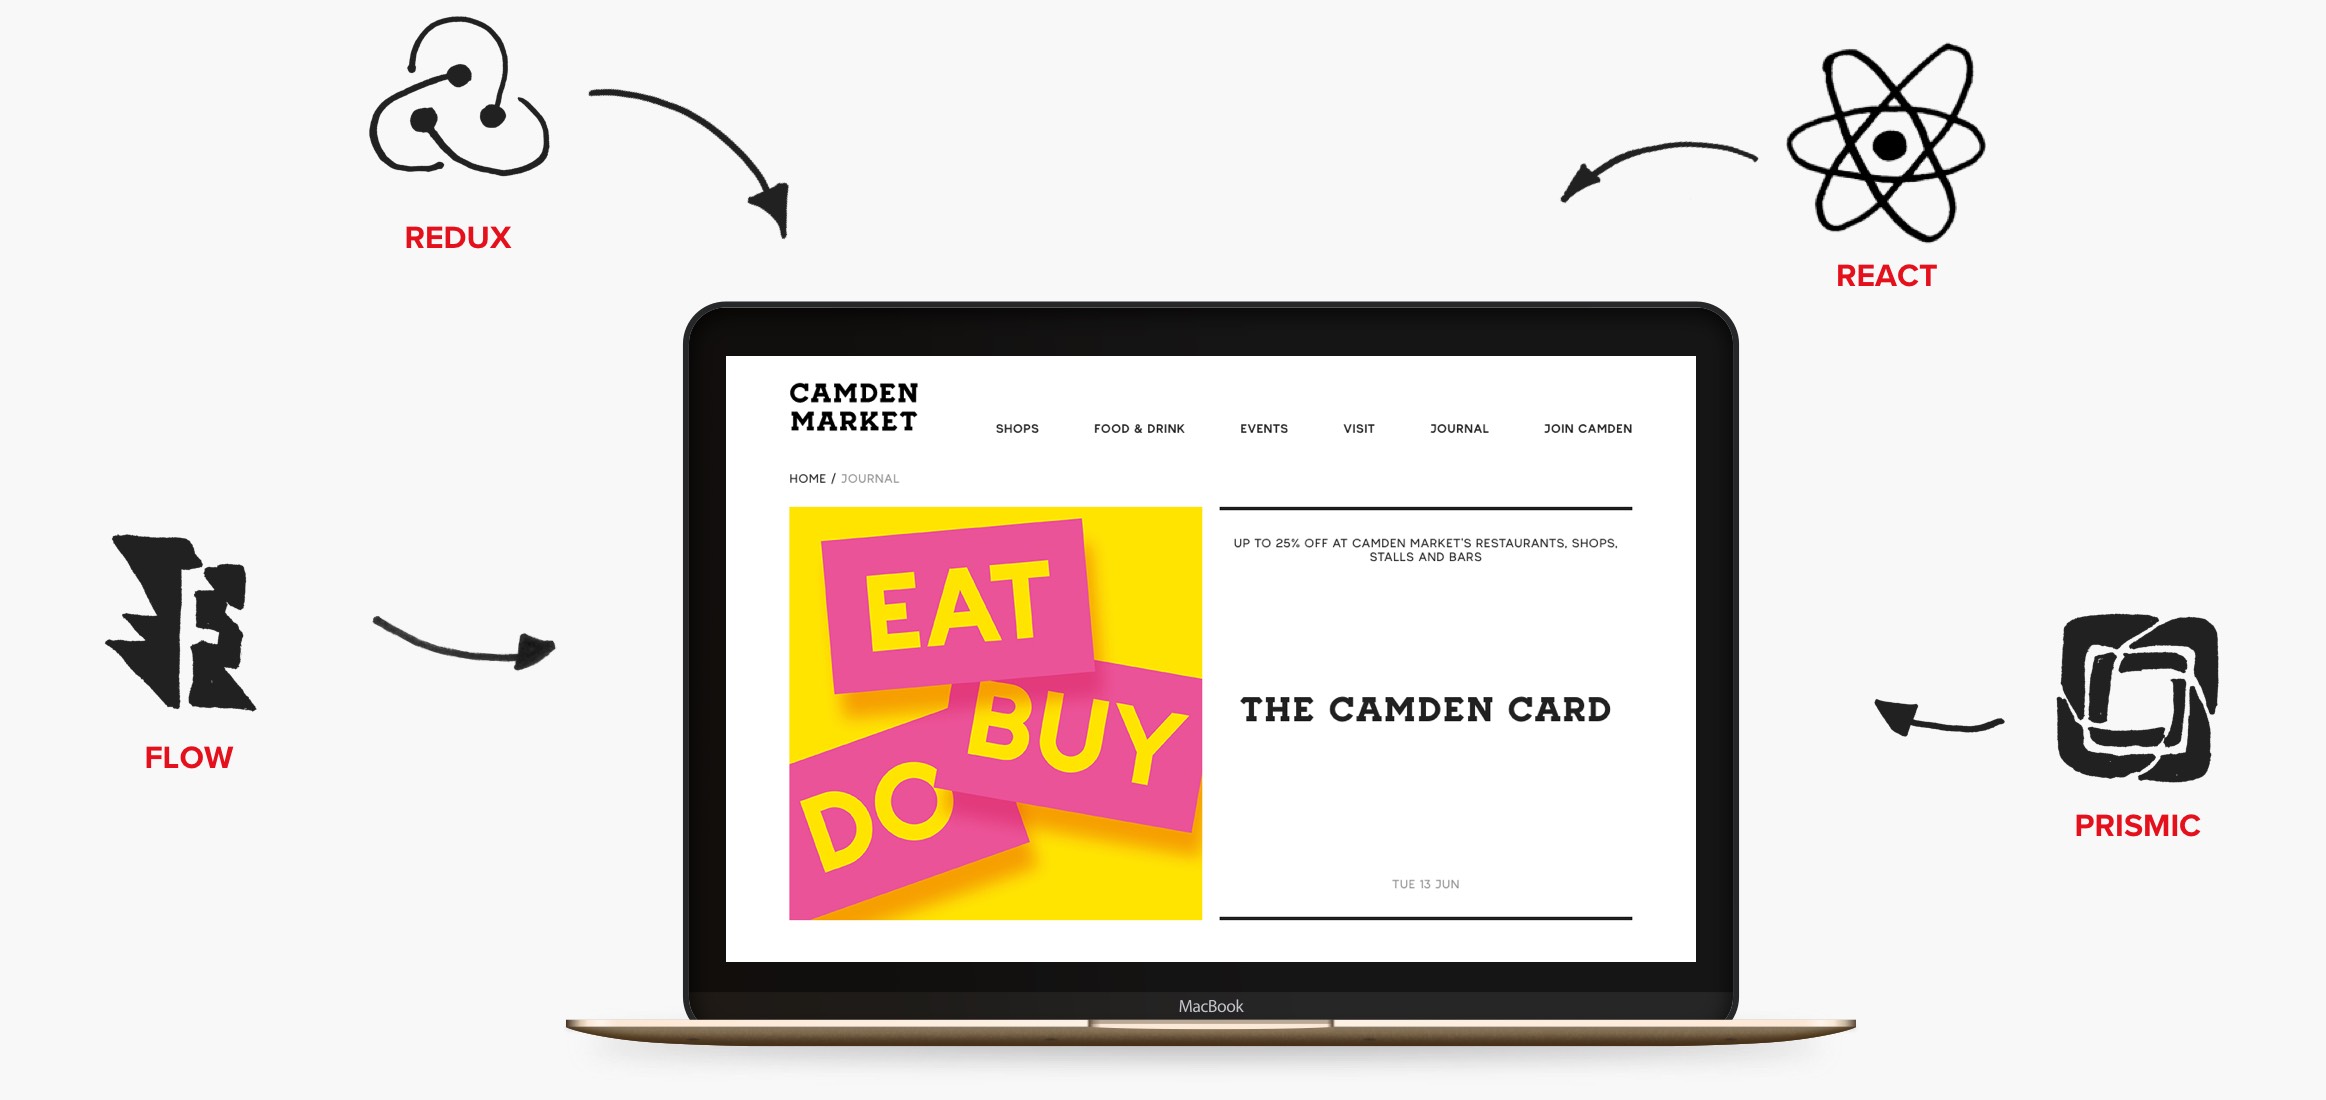 REDUX
REACT
CAMDEN
MARKET
SHOPS FOOD & DRINK EVENTS VISIT JOURNAL JOIN CAMDEN
HOME / JOURNAL
EAT
BUY
DO
UP TO 25% OFF AT CAMDEN MARKET'S RESTAURANTS, SHOPS,
STALLS AND BARS
THE CAMDEN CARD
TUE 13 JUN
FLOW
PRISMIC
MacBook